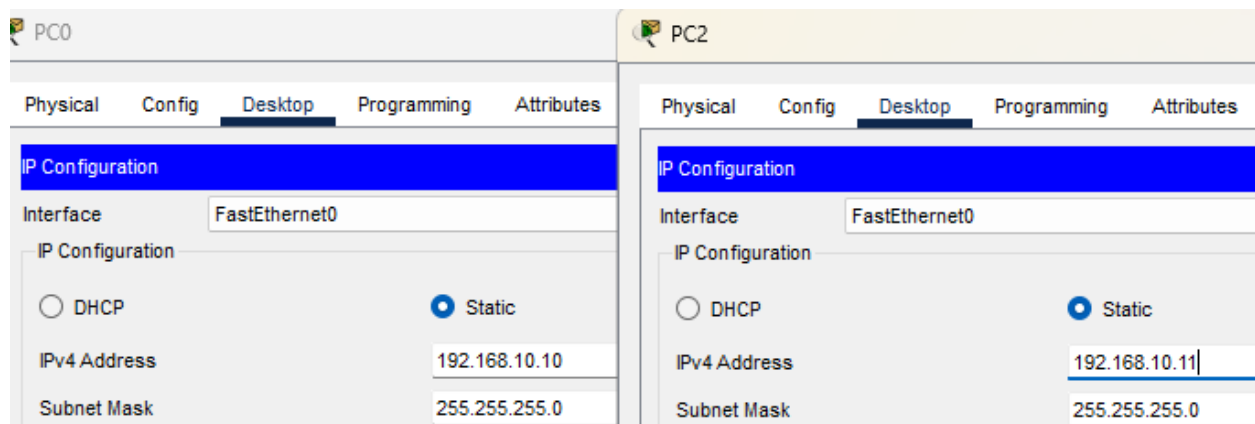 PC0
Physical Config Desktop Programming Attributes
IP Configuration
Interface FastEthernet0
IP Configuration
DHCP Static
IPv4 Address 192.168.10.10
Subnet Mask 255.255.255.0
PC2
Physical Config Desktop Programming Attributes
IP Configuration
Interface FastEthernet0
IP Configuration
DHCP Static
IPv4 Address 192.168.10.11
Subnet Mask 255.255.255.0